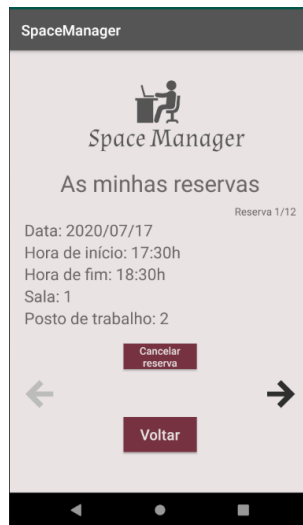 SpaceManager
Space Manager
As minhas reservas
Reserva 1/12
Data: 2020/07/17
Hora de início: 17:30h
Hora de fim: 18:30h
Sala: 1
Posto de trabalho: 2
Cancelar
reserva
Voltar